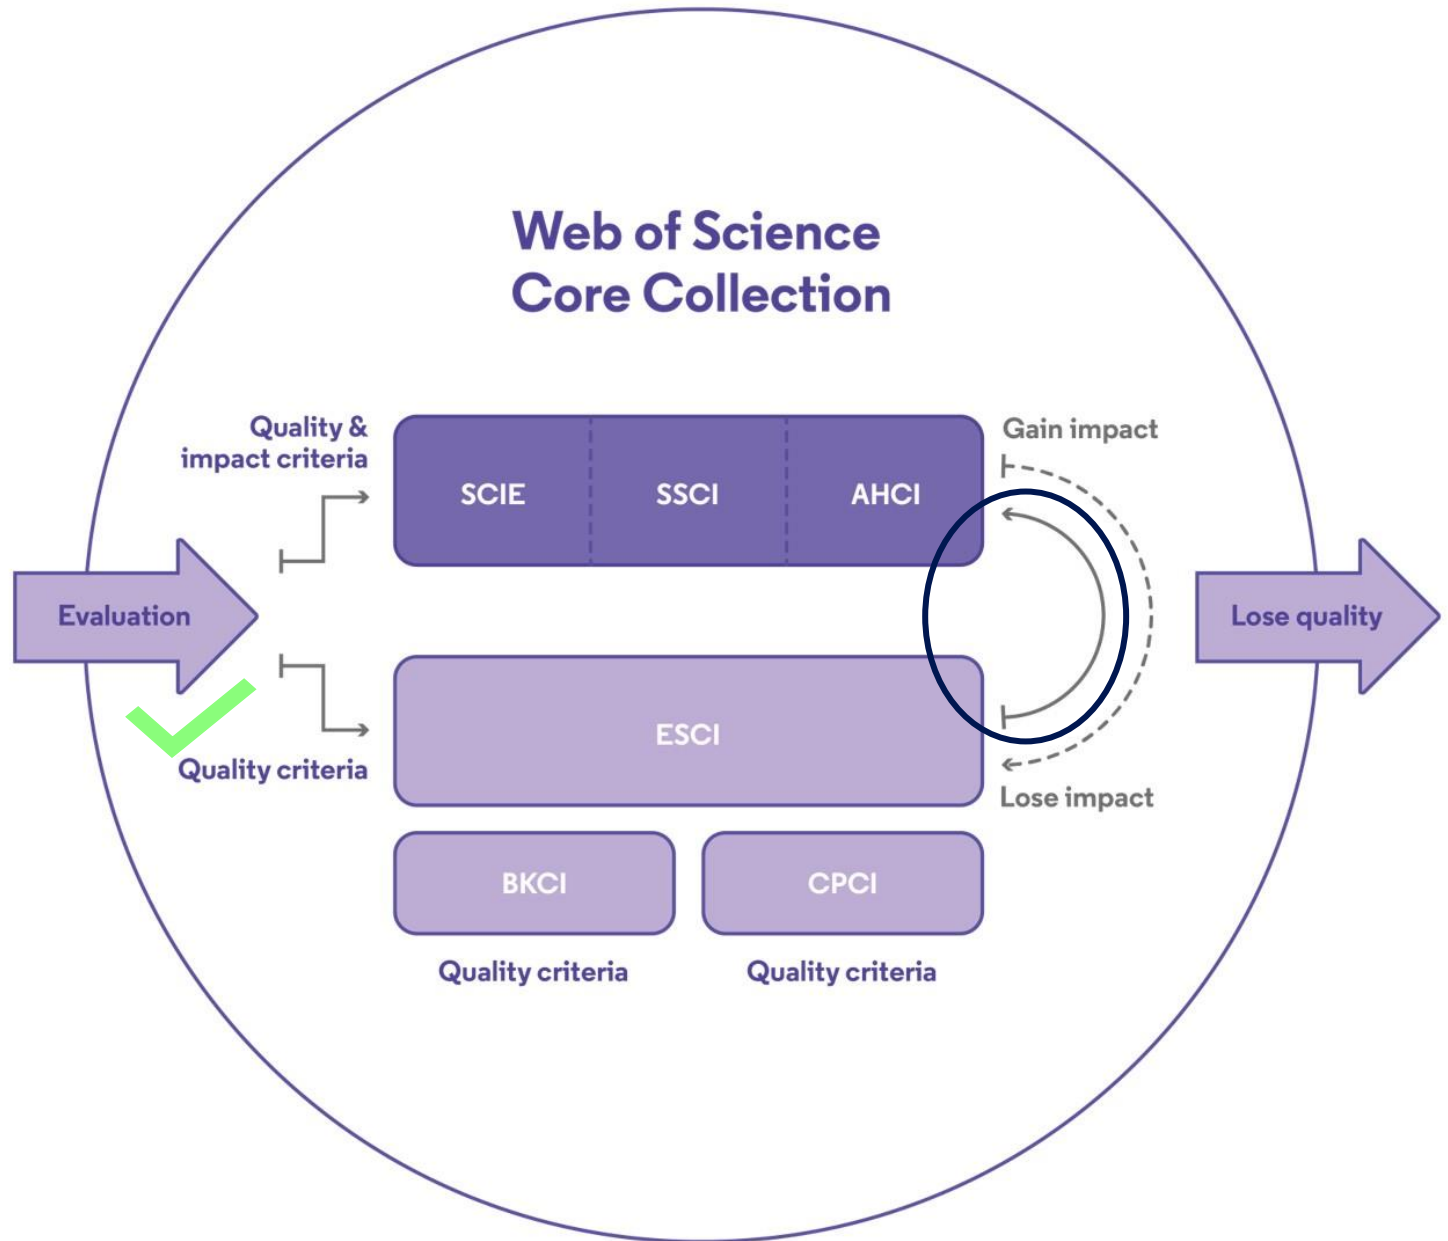 Web of Science
Core Collection
Quality &
impact criteria
SCIE
SSCI
AHCI
Gain impact
Evaluation
Lose quality
Quality criteria
ESCI
Lose impact
BKCI
CPCI
Quality criteria
Quality criteria